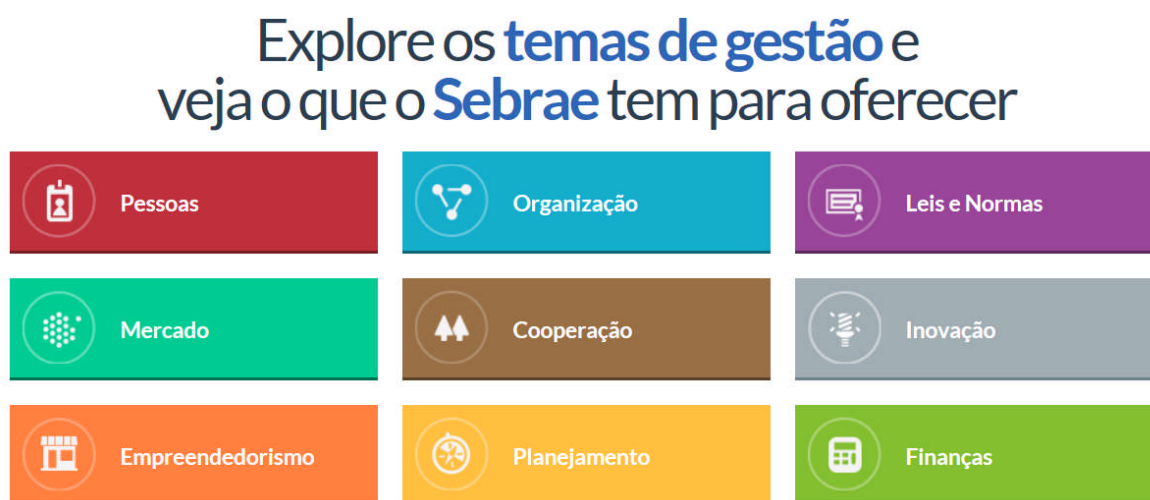 Explore os temas de gestão e
veja o que o Sebrae tem para oferecer
Pessoas
Organização
Leis e Normas
Mercado
Cooperação
Inovação
Empreendedorismo
Planejamento
Finanças